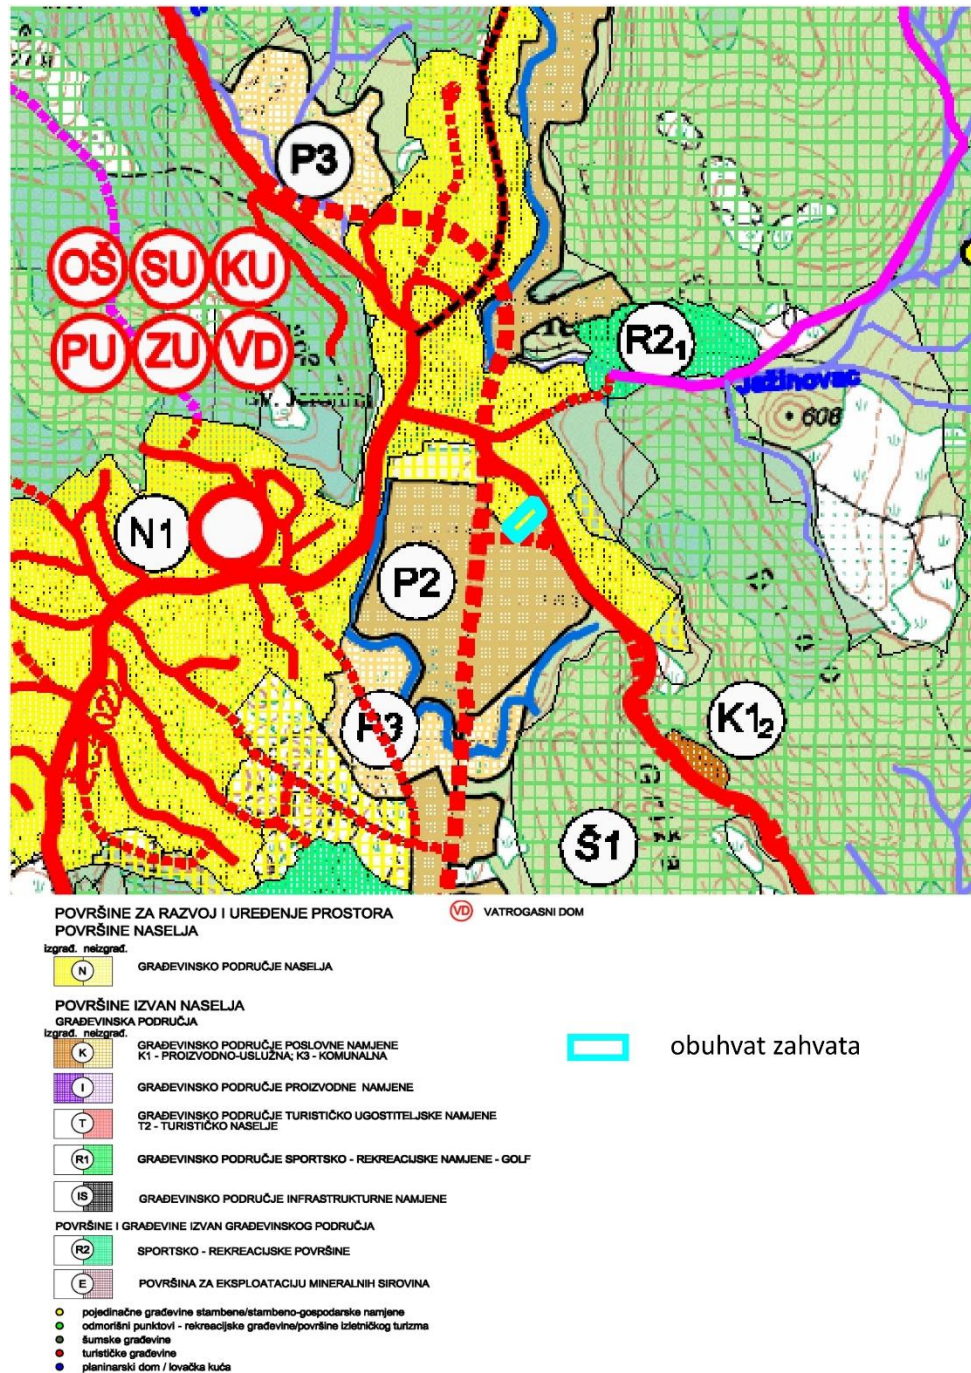 P3
OŠ SU KU
PU ZU VD
R2₁
Jažinovac
608
N1
P2
P3
K1₂
Š1
POVRŠINE ZA RAZVOJ I UREĐENJE PROSTORA
VD VATROGASNI DOM
POVRŠINE NASELJA
izgrađ. neizgrađ.
N GRAĐEVINSKO PODRUČJE NASELJA
POVRŠINE IZVAN NASELJA
GRAĐEVINSKA PODRUČJA
izgrađ. neizgrađ.
K GRAĐEVINSKO PODRUČJE POSLOVNE NAMJENE
K1 - PROIZVODNO-USLUŽNA; K3 - KOMUNALNA
obuhvat zahvata
I GRAĐEVINSKO PODRUČJE PROIZVODNE NAMJENE
T GRAĐEVINSKO PODRUČJE TURISTIČKO UGOSTITELJSKE NAMJENE
T2 - TURISTIČKO NASELJE
R1 GRAĐEVINSKO PODRUČJE SPORTSKO - REKREACIJSKE NAMJENE - GOLF
IS GRAĐEVINSKO PODRUČJE INFRASTRUKTURNE NAMJENE
POVRŠINE I GRAĐEVINE IZVAN GRAĐEVINSKOG PODRUČJA
R2 SPORTSKO - REKREACIJSKE POVRŠINE
E POVRŠINA ZA EKSPLOATACIJU MINERALNIH SIROVINA
pojedinačne građevine stambene/stambeno-gospodarske namjene
odmorišni punktovi - rekreacijske građevine/površine izletničkog turizma
šumske građevine
turističke građevine
planinarski dom / lovačka kuća